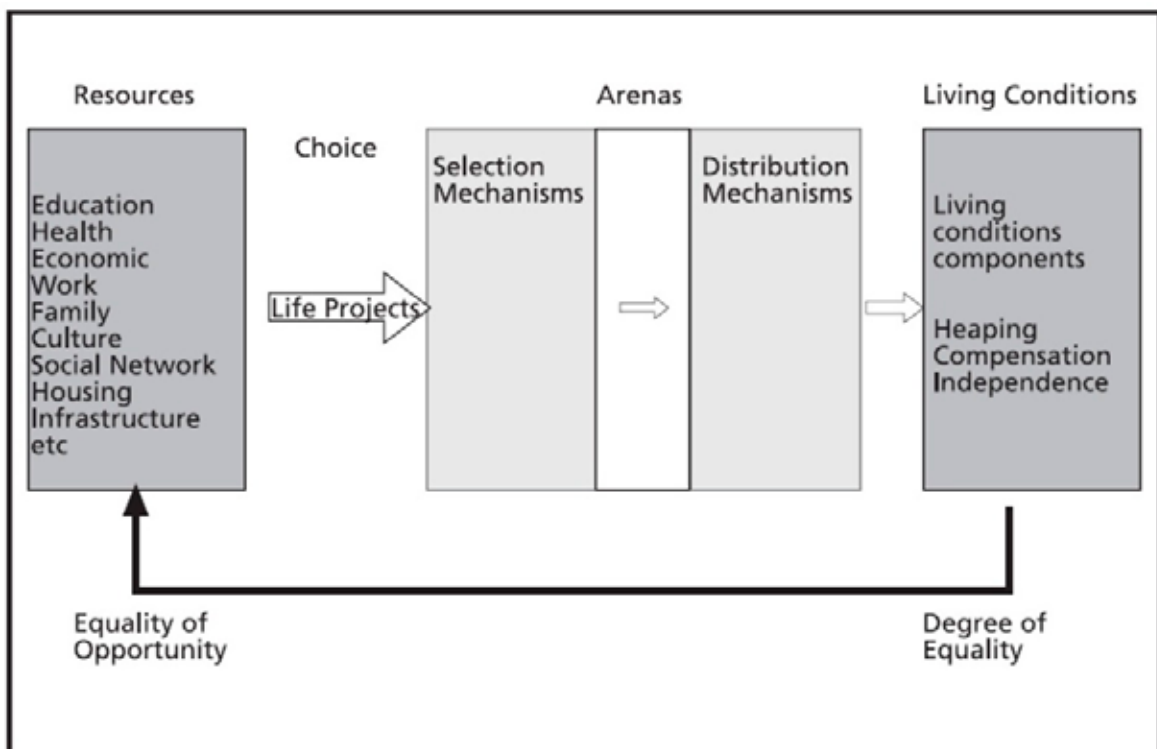 Resources
Education
Health
Economic
Work
Family
Culture
Social Network
Housing
Infrastructure
etc
Choice
Life Projects
Arenas
Selection
Mechanisms
Distribution
Mechanisms
Living Conditions
Living
conditions
components
Heaping
Compensation
Independence
Equality of
Opportunity
Degree of
Equality